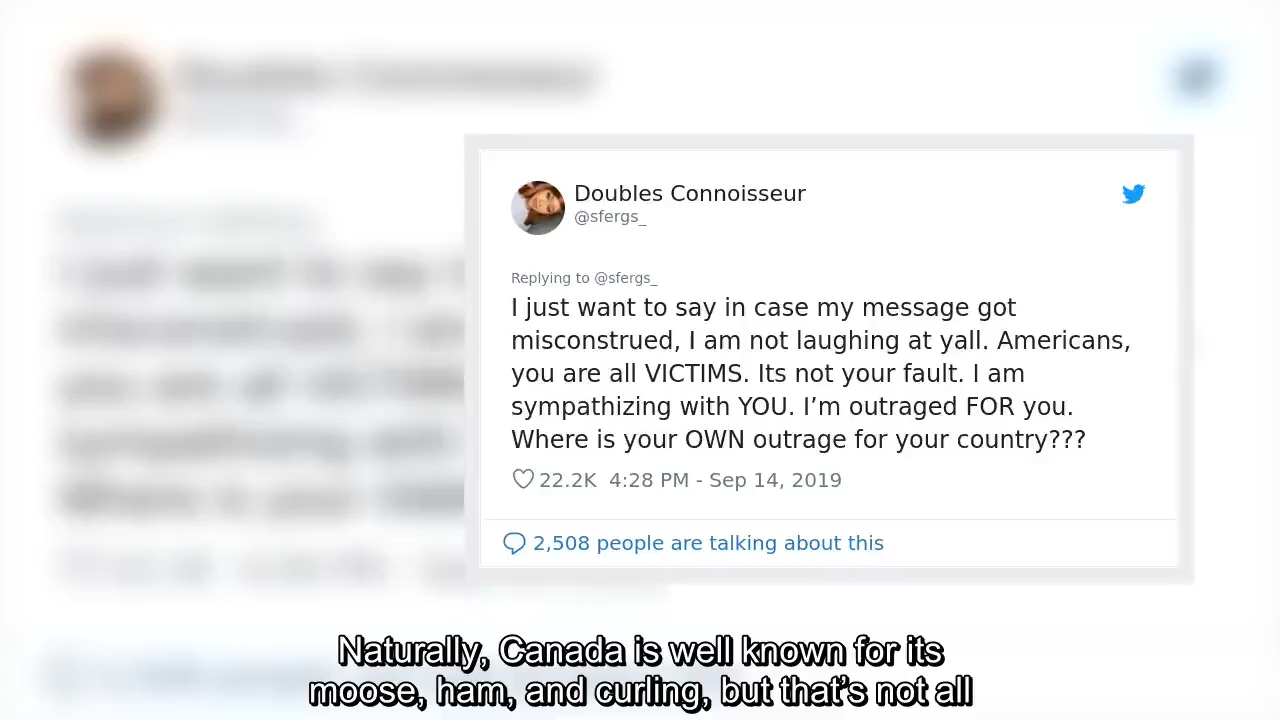 Doubles Connoisseur
@sfergs_
Replying to @sfergs_
I just want to say in case my message got
misconstrued, I am not laughing at yall. Americans,
you are all VICTIMS. Its not your fault. I am
sympathizing with YOU. I’m outraged FOR you.
Where is your OWN outrage for your country???
22.2K 4:28 PM - Sep 14, 2019
2,508 people are talking about this
Naturally, Canada is well known for its
moose, ham, and curling, but that's not all